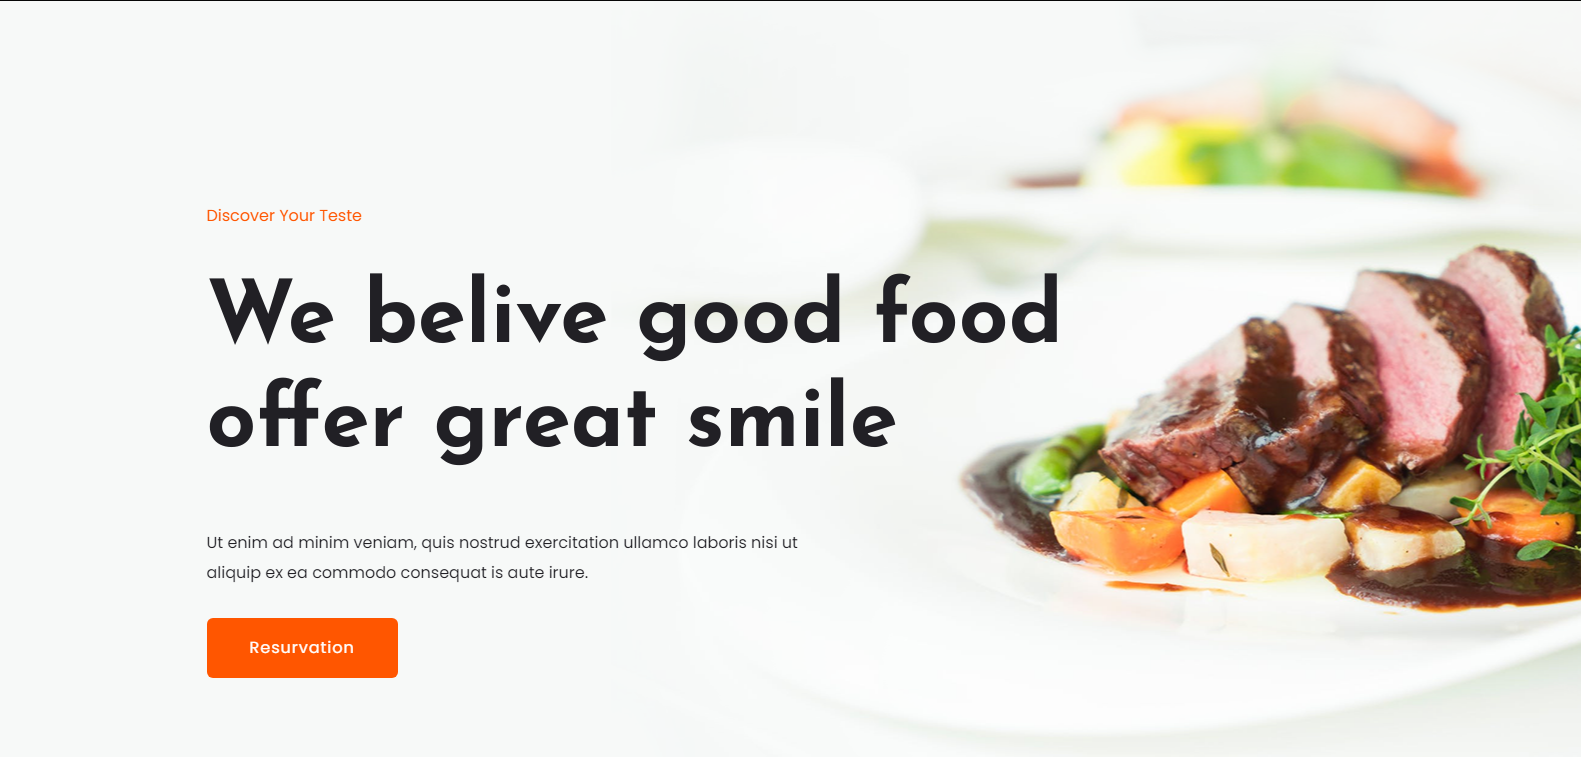 Discover Your Teste
We belive good food
offer great smile
Ut enim ad minim veniam, quis nostrud exercitation ullamco laboris nisi ut
aliquip ex ea commodo consequat is aute irure.
Resurvation